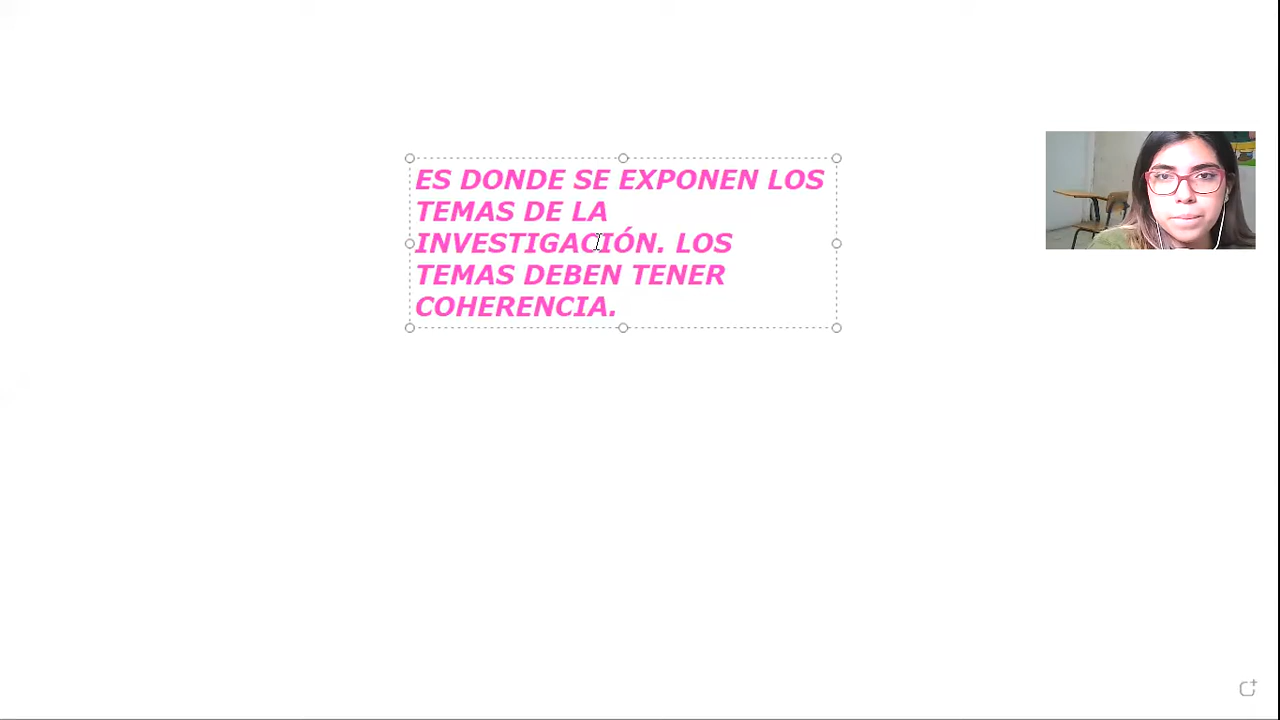 ES DONDE SE EXPONEN LOS
TEMAS DE LA
INVESTIGACIÓN. LOS
TEMAS DEBEN TENER
COHERENCIA.